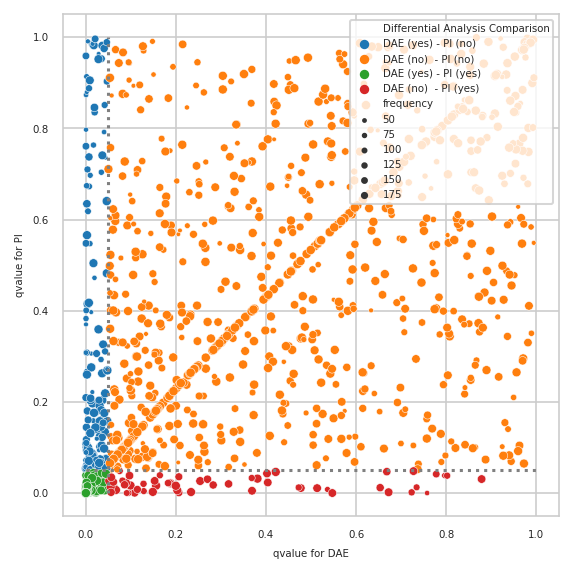 Differential Analysis Comparison
DAE (yes) - PI (no)
DAE (no)  - PI (no)
DAE (yes) - PI (yes)
DAE (no)  - PI (yes)
frequency
50
75
100
125
150
175
1.0
0.8
0.6
0.4
0.2
0.0
qvalue for PI
0.0 0.2 0.4 0.6 0.8 1.0
qvalue for DAE